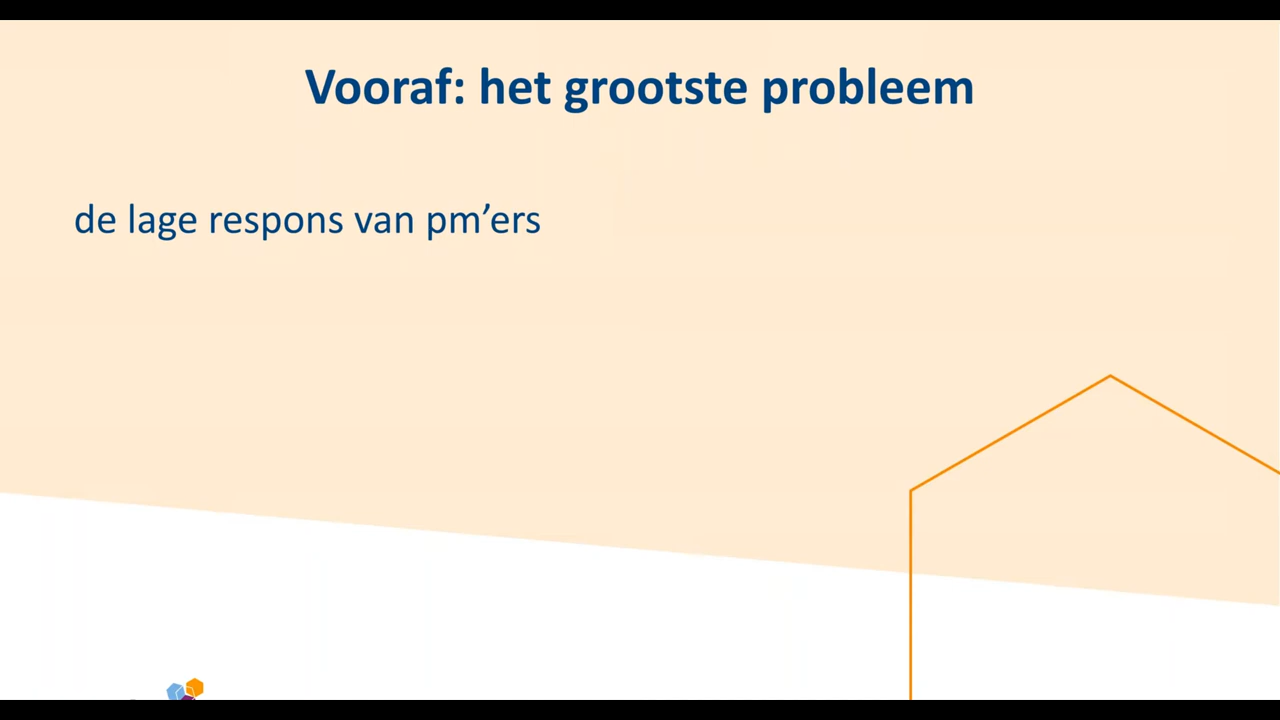 Vooraf: het grootste probleem
de lage respons van pm’ers